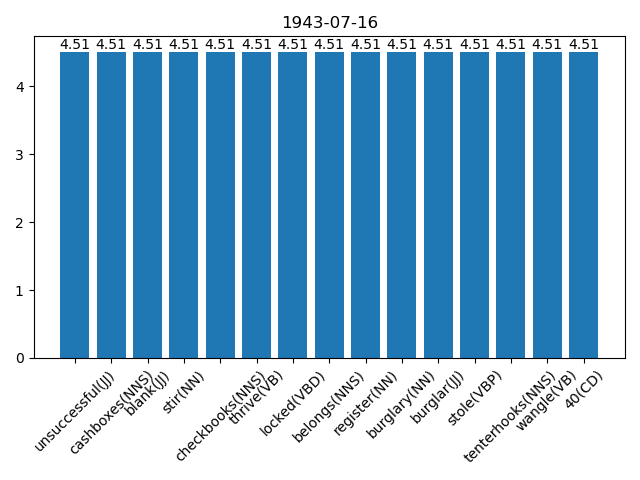 1943-07-16
4.51 4.51 4.51 4.51 4.51 4.51 4.51 4.51 4.51 4.51 4.51 4.51 4.51 4.51 4.51
4
3
2
1
0
unsuccessful(JJ)
cashboxes(NNS)
blank(JJ)
stir(NN)
checkbooks(NNS)
thrive(VB)
locked(VBD)
belongs(NNS)
register(NN)
burglary(NN)
burglar(JJ)
stole(VBP)
tenterhooks(NNS)
wangle(VB)
40(CD)